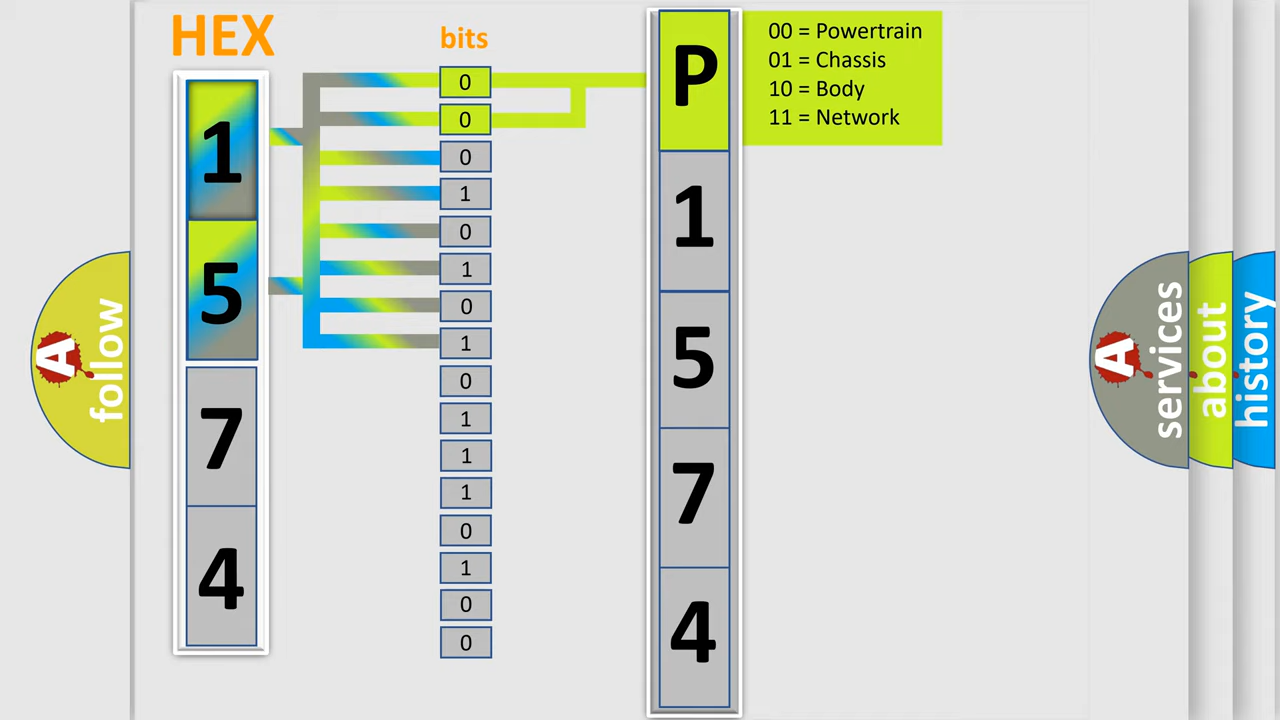 HEX
bits
1
5
7
4
0
0
0
1
0
1
0
1
0
1
1
1
0
1
0
0
P
1
5
7
4
00 = Powertrain
01 = Chassis
10 = Body
11 = Network
A follow
A services
about
history